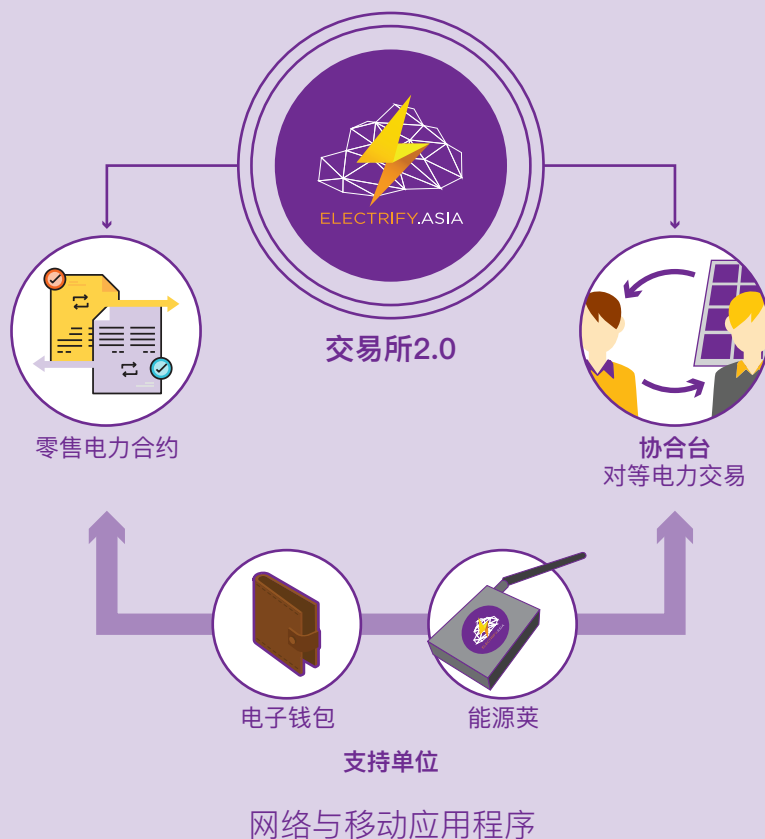 ELECTRIFY.ASIA
交易所2.0
零售电力合约
协合台
对等电力交易
电子钱包
能源荚
支持单位
网络与移动应用程序